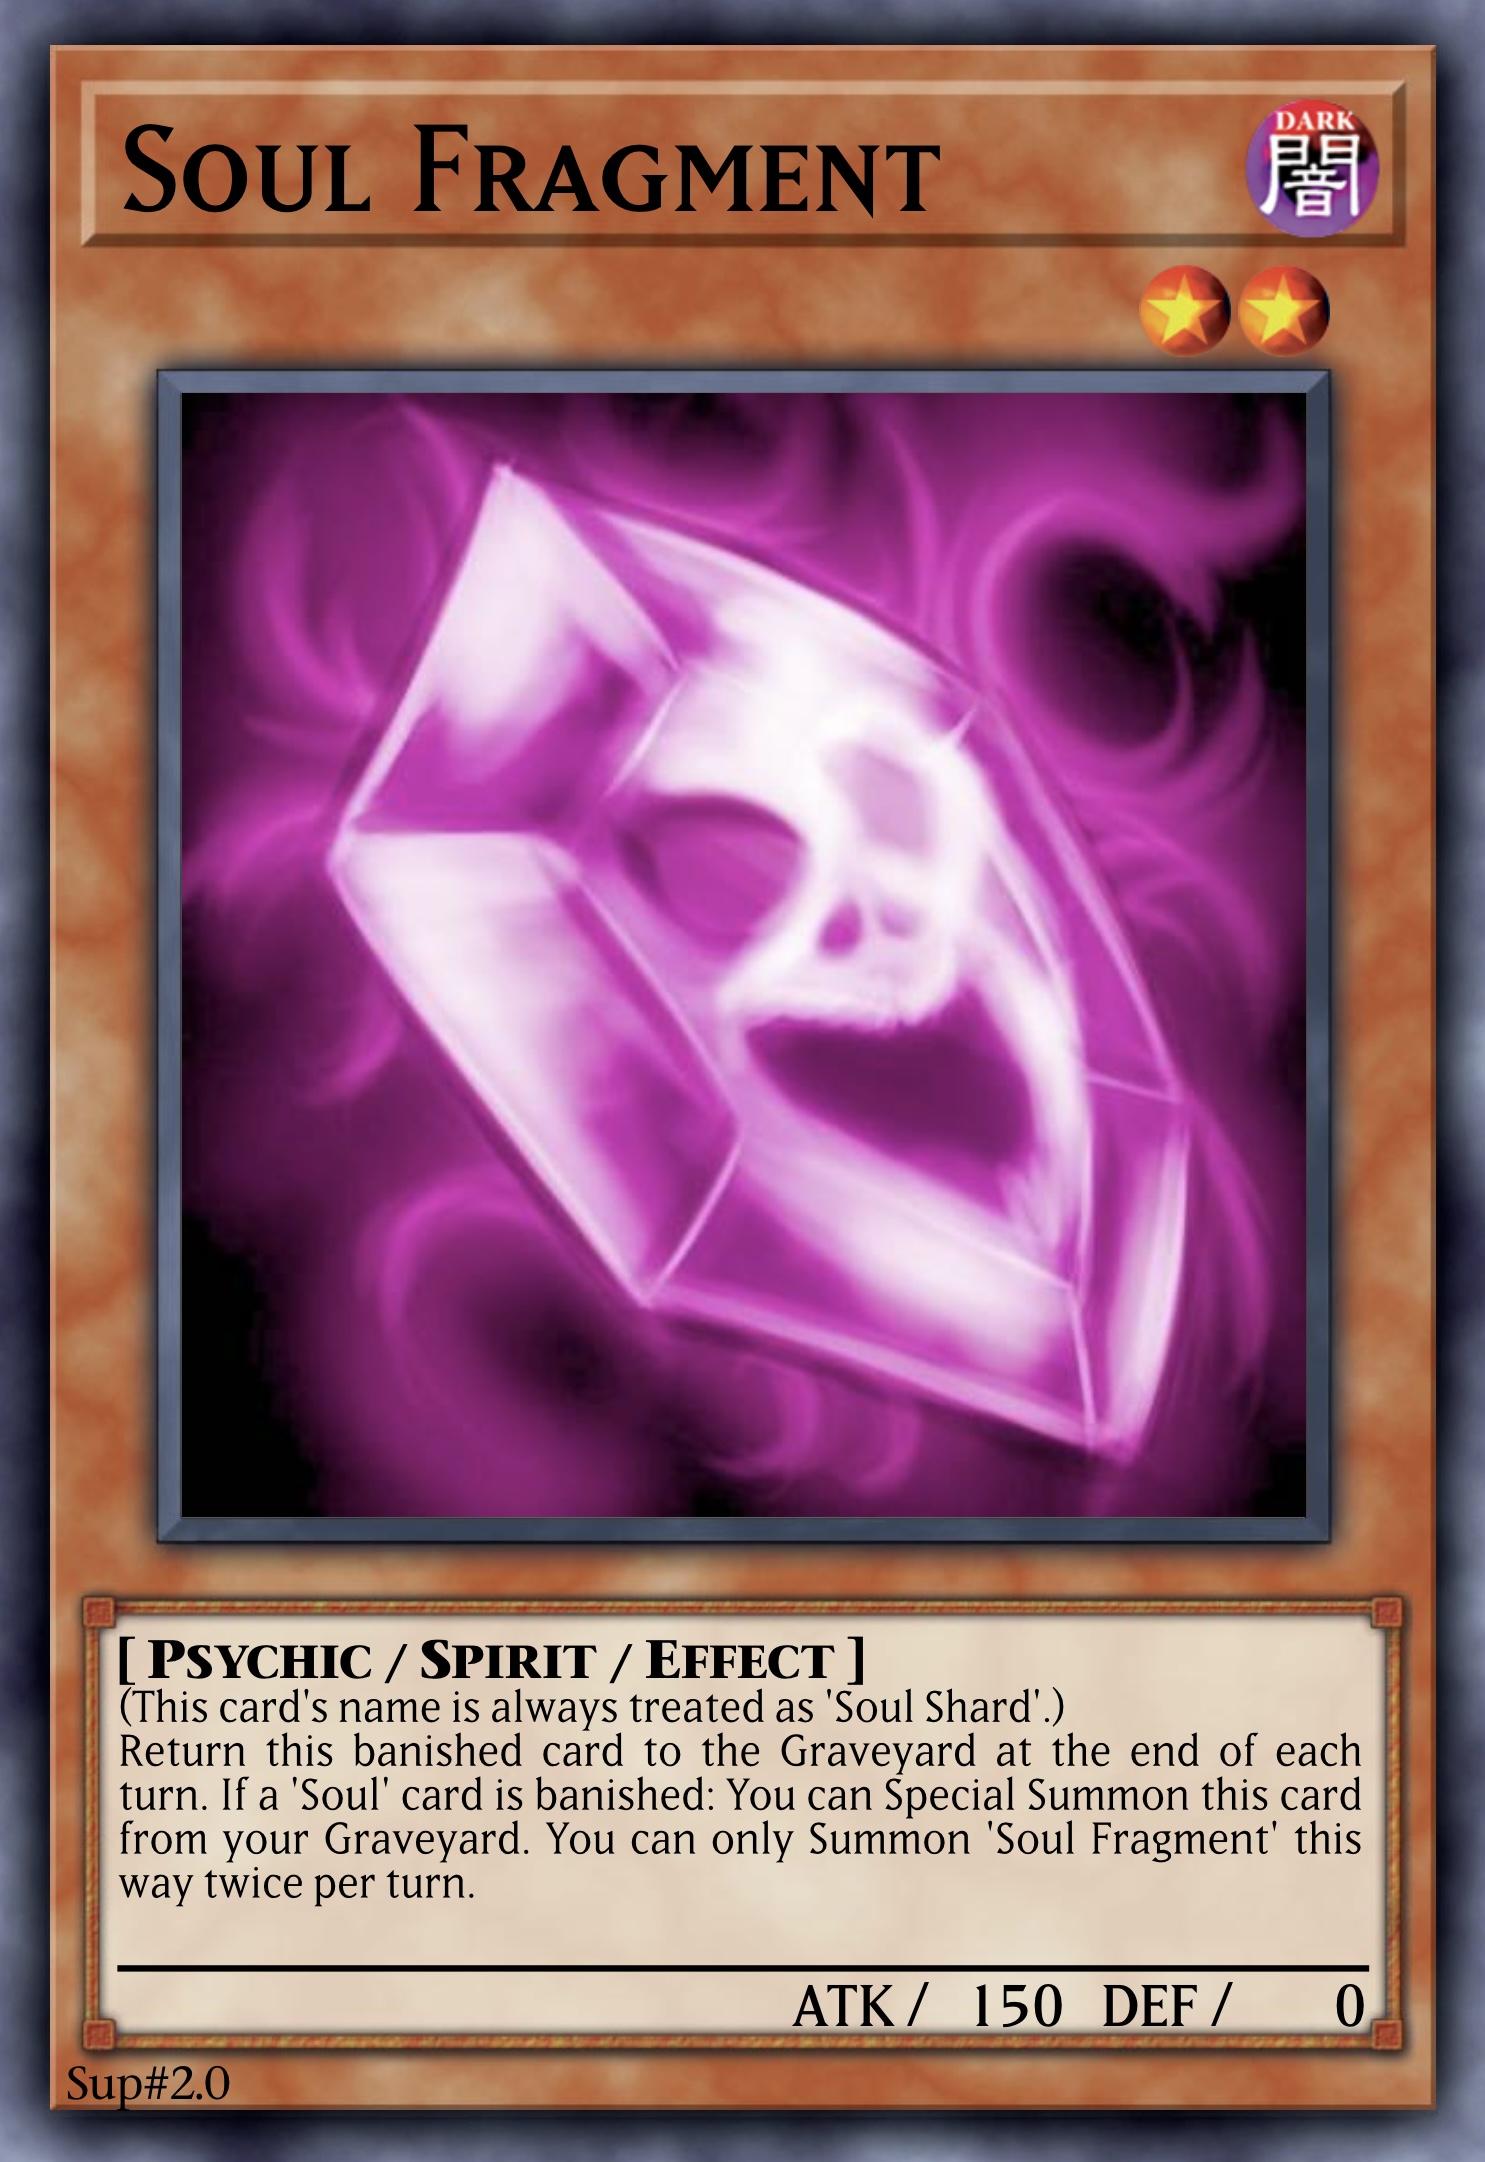 Soul Fragment
DARK
闇
[ Psychic / Spirit / Effect ]
(This card's name is always treated as 'Soul Shard'.)
Return this banished card to the Graveyard at the end of each
turn. If a 'Soul' card is banished: You can Special Summon this card
from your Graveyard. You can only Summon 'Soul Fragment' this
way twice per turn.
ATK / 150 DEF / 0
Sup#2.0